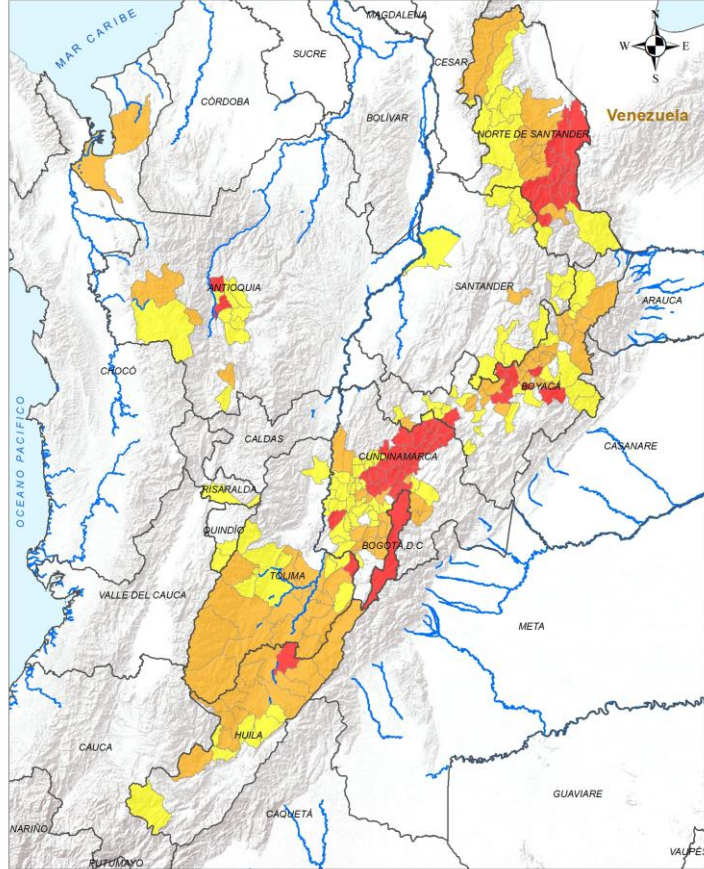 MAGDALENA
N
W
E
S
MAR CARIBE
SUCRE
CESAR
CÓRDOBA
BOLÍVAR
Venezuela
NORTE DE SANTANDER
ANTIOQUIA
SANTANDER
ARAUCA
CHOCÓ
BOYACÁ
OCEANO PACIFICO
CALDAS
CUNDINAMARCA
CASANARE
RISARALDA
QUINDÍO
BOGOTÁ D.C
TOLIMA
VALLE DEL CAUCA
META
HUILA
CAUCA
GUAVIARE
CAQUETÁ
NARIÑO
PUTUMAYO
VAUPÉS